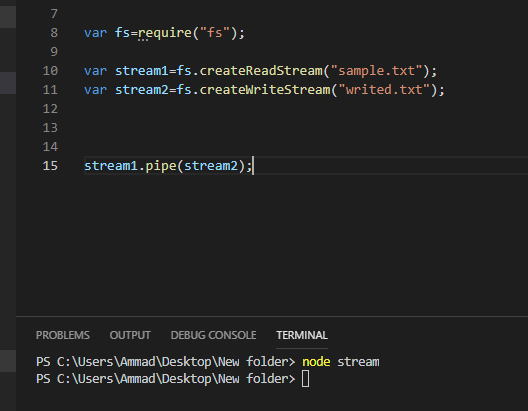 7
8 var fs=require("fs");
9
10 var stream1=fs.createReadStream("sample.txt");
11 var stream2=fs.createWriteStream("writed.txt");
12
13
14
15 stream1.pipe(stream2);
PROBLEMS OUTPUT DEBUG CONSOLE TERMINAL
PS C:\Users\Ammad\Desktop\New folder> node stream
PS C:\Users\Ammad\Desktop\New folder>